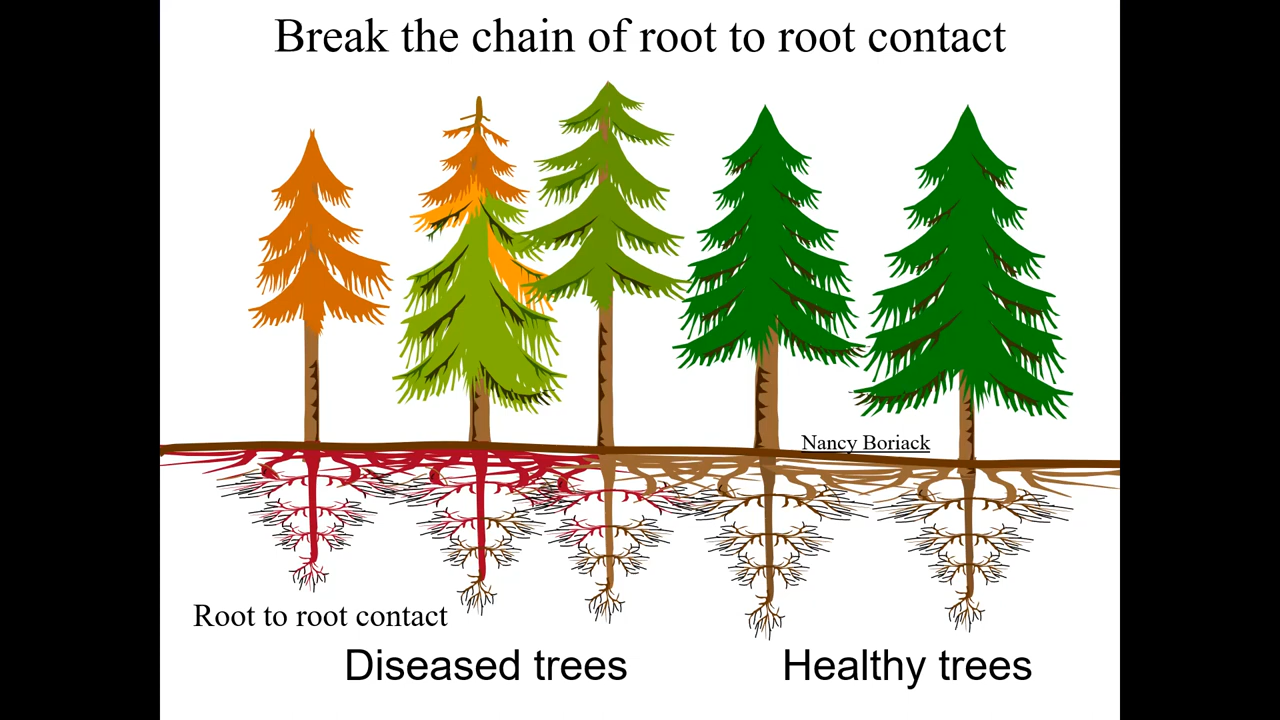 Break the chain of root to root contact
Nancy Boriack
Root to root contact
Diseased trees
Healthy trees